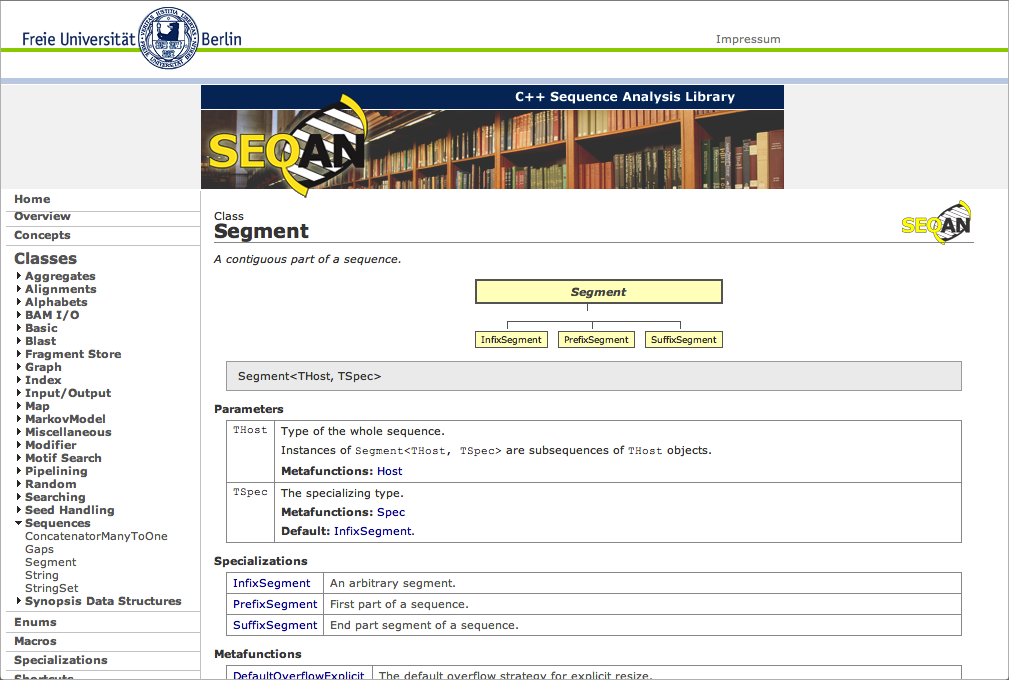 Freie Universität Berlin
Impressum
C++ Sequence Analysis Library
SEQAN
Home
Overview
Concepts
Classes
Aggregates
Alignments
Alphabets
BAM I/O
Basic
Blast
Fragment Store
Graph
Index
Input/Output
Map
MarkovModel
Miscellaneous
Modifier
Motif Search
Pipelining
Random
Searching
Seed Handling
Sequences
ConcatenatorManyToOne
Gaps
Segment
String
StringSet
Synopsis Data Structures
Enums
Macros
Specializations
Shortcuts
Class
Segment
SEQAN
A contiguous part of a sequence.
Segment
InfixSegment PrefixSegment SuffixSegment
Segment<THost, TSpec>
Parameters
THost Type of the whole sequence.
Instances of Segment<THost, TSpec> are subsequences of THost objects.
Metafunctions: Host
TSpec The specializing type.
Metafunctions: Spec
Default: InfixSegment.
Specializations
InfixSegment An arbitrary segment.
PrefixSegment First part of a sequence.
SuffixSegment End part segment of a sequence.
Metafunctions
DefaultOverflowExplicit The default overflow strategy for explicit resize.